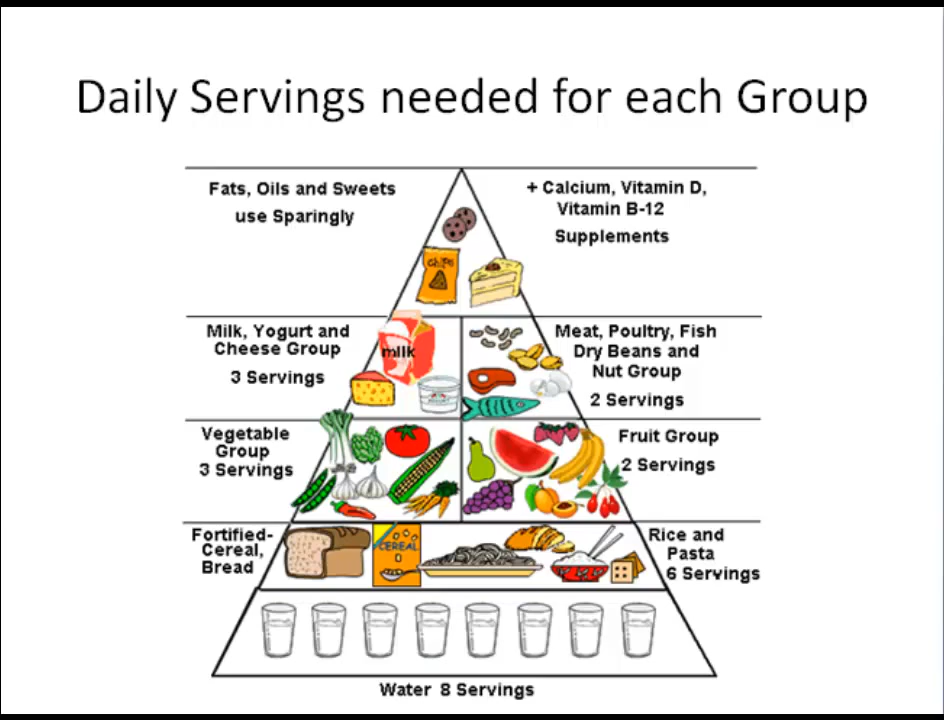 Daily Servings needed for each Group
Fats, Oils and Sweets
use Sparingly
+ Calcium, Vitamin D,
Vitamin B-12
Supplements
chips
Milk, Yogurt and
Cheese Group
3 Servings
milk
Meat, Poultry, Fish
Dry Beans and
Nut Group
2 Servings
Vegetable
Group
3 Servings
Fruit Group
2 Servings
Fortified-
Cereal,
Bread
CEREAL
Rice and
Pasta
6 Servings
Water 8 Servings